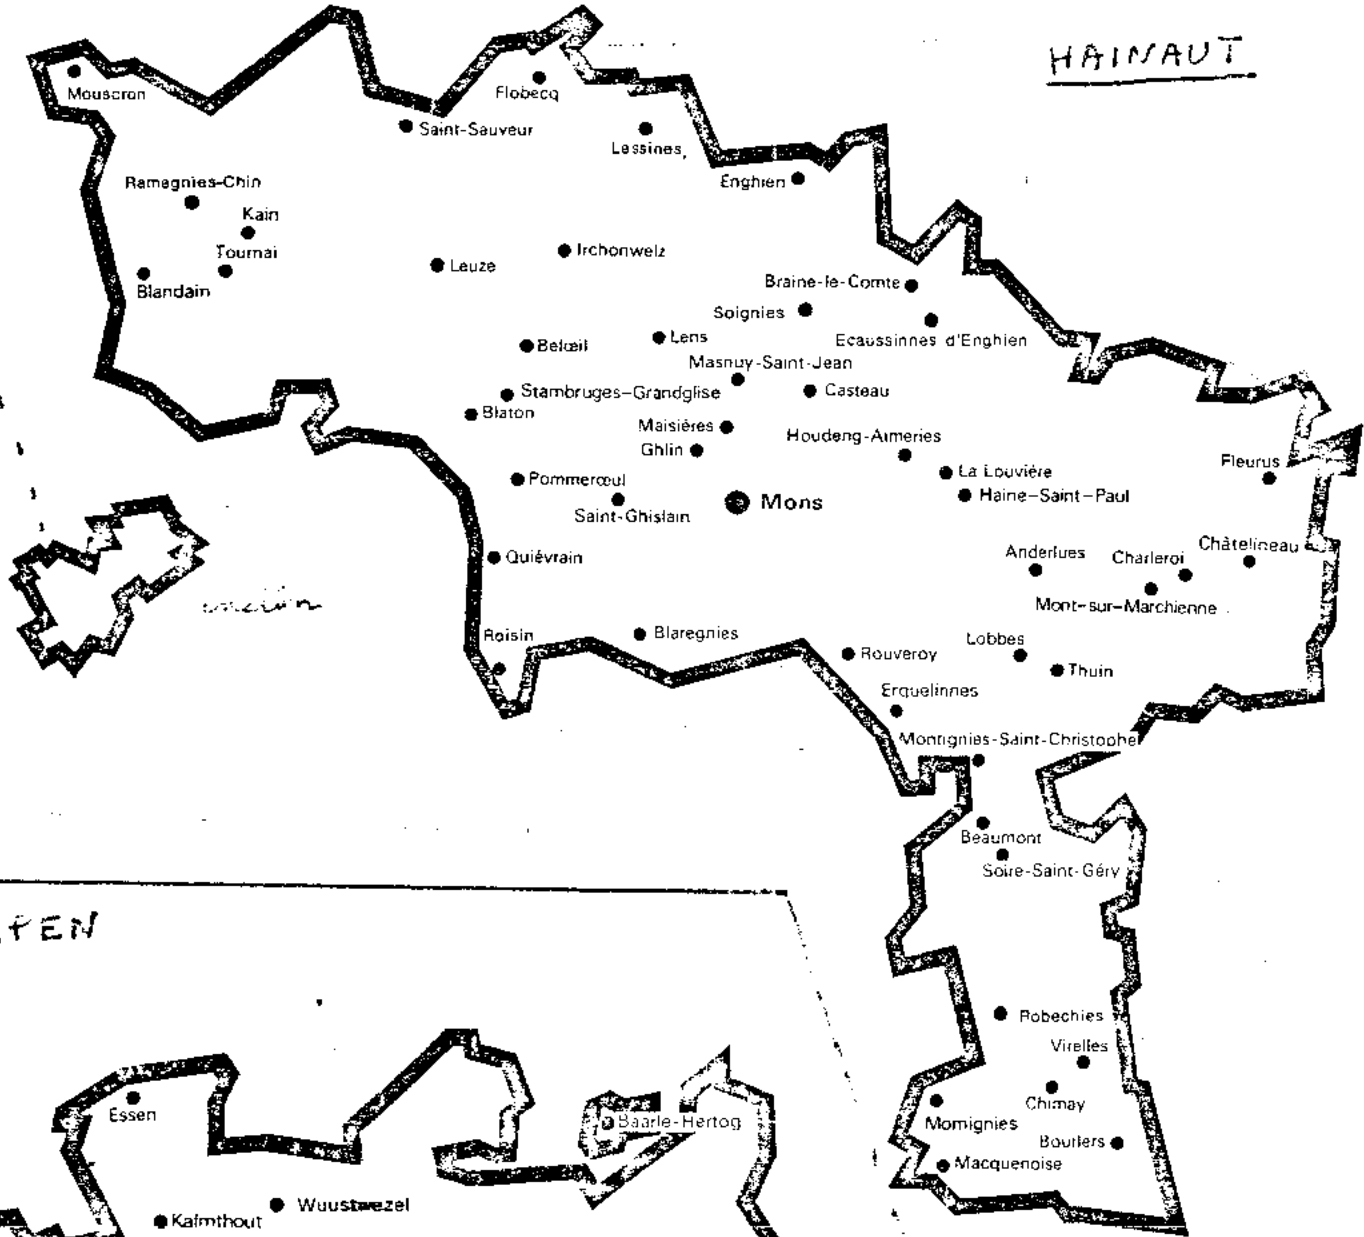 HAINAUT
Mouscron
Flobecq
Saint-Sauveur
Lessines
Enghien
Ramegnies-Chin
Kain
Tournai
Irchonwelz
Leuze
Blandain
Braine-le-Comte
Soignies
Ecaussinnes d'Enghien
Lens
Belœil
Masnuy-Saint-Jean
Stambruges-Grandglise
Casteau
Blaton
Maisières
Houdeng-Aimeries
Ghlin
La Louvière
Fleurus
Pommerœul
Haine-Saint-Paul
Saint-Ghislain
Mons
Quiévrain
Anderlues
Charleroi
Châtelineau
Mont-sur-Marchienne
Roisin
Blaregnies
Rouveroy
Lobbes
Thuin
Erquelinnes
Montignies-Saint-Christophe
Beaumont
Solre-Saint-Géry
Robechies
Virelles
Chimay
Momignies
Bourlers
Macquenoise
Essen
Baarle-Hertog
Wuustwezel
Kalmthout